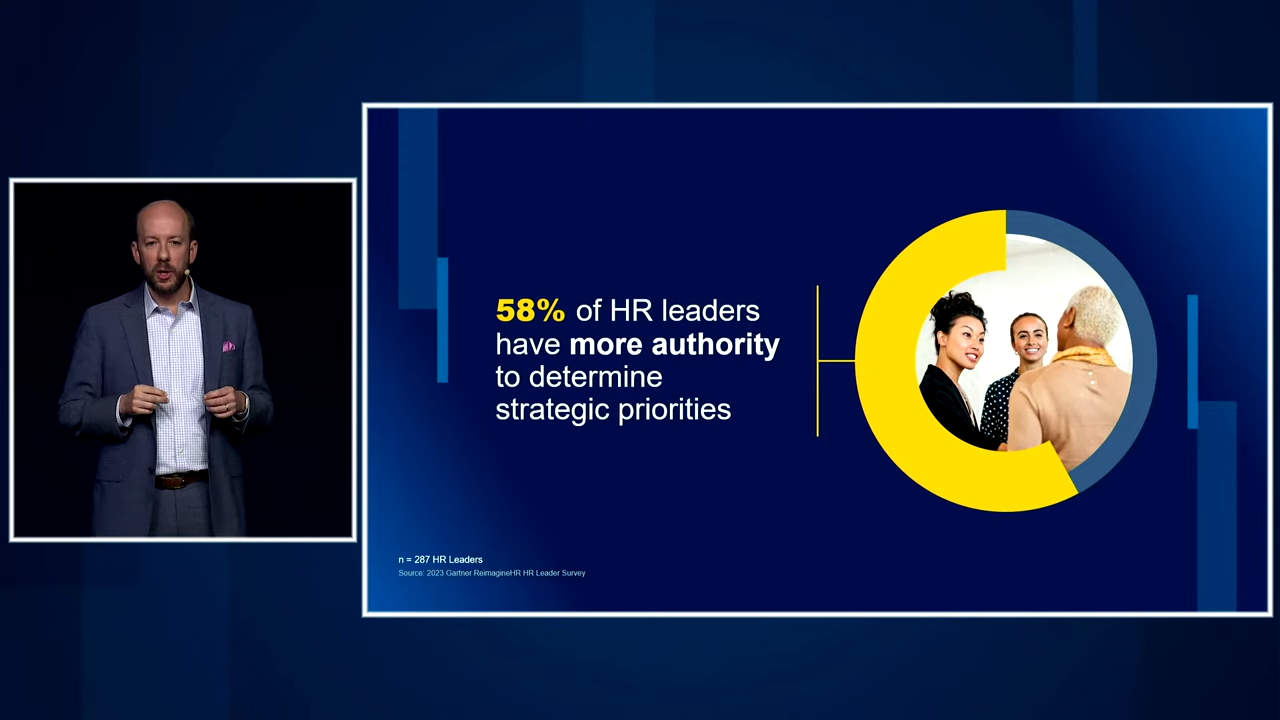 58% of HR leaders
have more authority
to determine
strategic priorities
n = 287 HR Leaders
Source: 2023 Gartner ReimagineHR HR Leader Survey